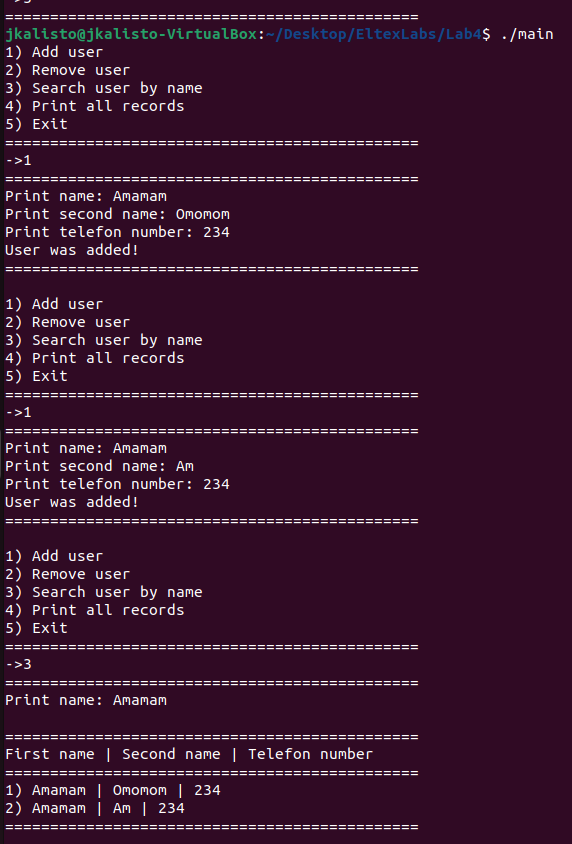 ==============================================
jkalisto@jkalisto-VirtualBox:~/Desktop/EltexLabs/Lab4$ ./main
1) Add user
2) Remove user
3) Search user by name
4) Print all records
5) Exit
==============================================
->1
==============================================
Print name: Amamam
Print second name: Omomom
Print telefon number: 234
User was added!
==============================================

1) Add user
2) Remove user
3) Search user by name
4) Print all records
5) Exit
==============================================
->1
==============================================
Print name: Amamam
Print second name: Am
Print telefon number: 234
User was added!
==============================================

1) Add user
2) Remove user
3) Search user by name
4) Print all records
5) Exit
==============================================
->3
==============================================
Print name: Amamam

==============================================
First name | Second name | Telefon number
==============================================
1) Amamam | Omomom | 234
2) Amamam | Am | 234
==============================================